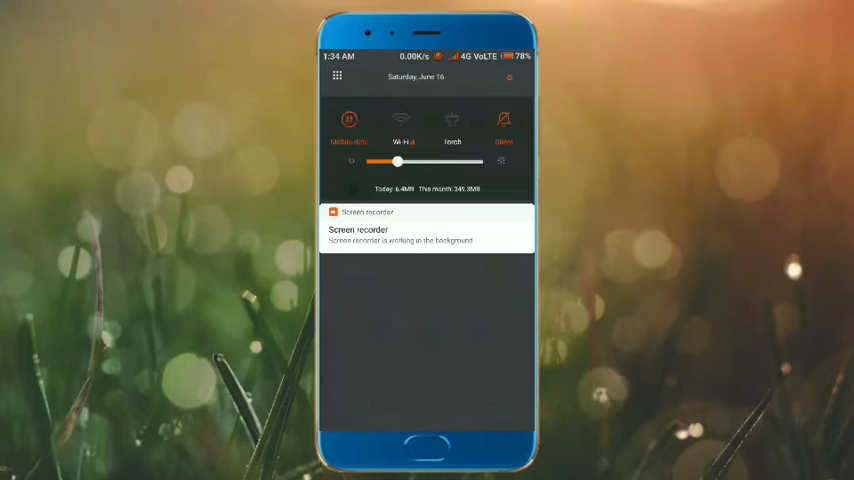 1:34 AM 0.00K/s 4G VoLTE 78%
Saturday, June 16
Mobile data Wi-Fi Torch Silent
Today: 6.4MB This month: 349.8MB
Screen recorder
Screen recorder
Screen recorder is working in the background